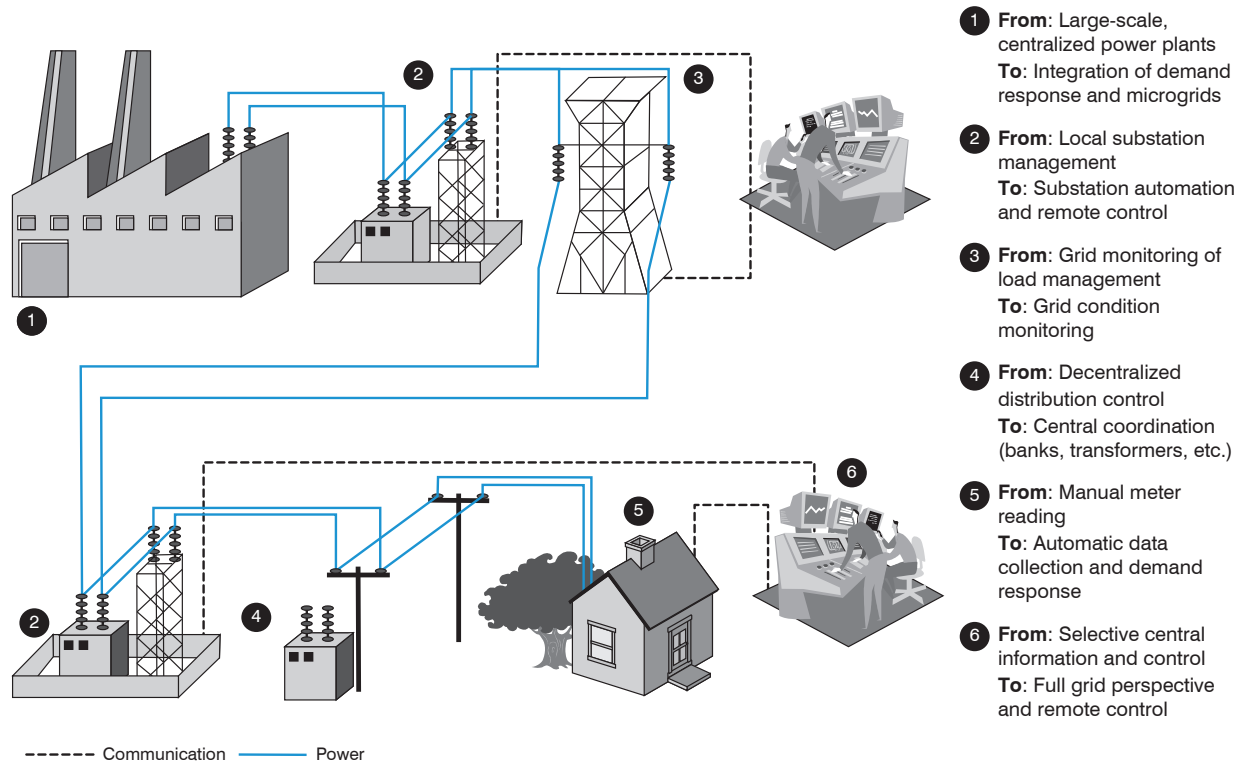 1
From: Large-scale,
centralized power plants
To: Integration of demand
response and microgrids
2
From: Local substation
management
To: Substation automation
and remote control
3
From: Grid monitoring of
load management
To: Grid condition
monitoring
4
From: Decentralized
distribution control
To: Central coordination
(banks, transformers, etc.)
5
From: Manual meter
reading
To: Automatic data
collection and demand
response
6
From: Selective central
information and control
To: Full grid perspective
and remote control
2
3
1
6
5
2
4
Communication
Power